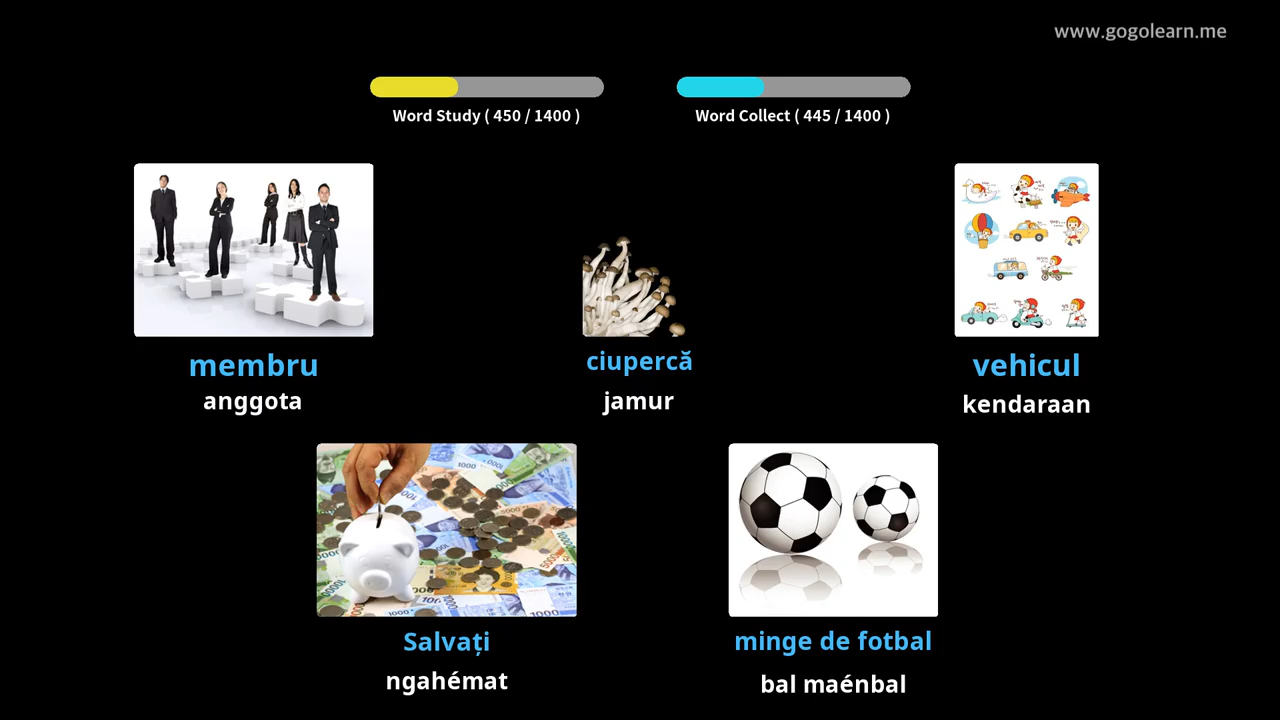 www.gogolearn.me
Word Study ( 450 / 1400 )
Word Collect ( 445 / 1400 )
membru
anggota
ciupercă
jamur
vehicul
kendaraan
Salvați
ngahémat
minge de fotbal
bal maénbal